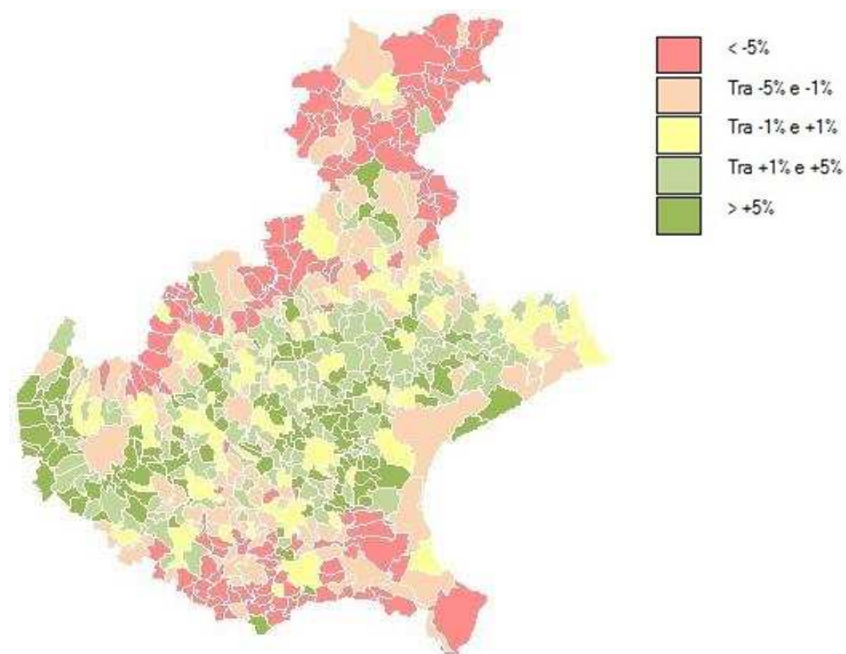 < -5%
Tra -5% e -1%
Tra -1% e +1%
Tra +1% e +5%
> +5%